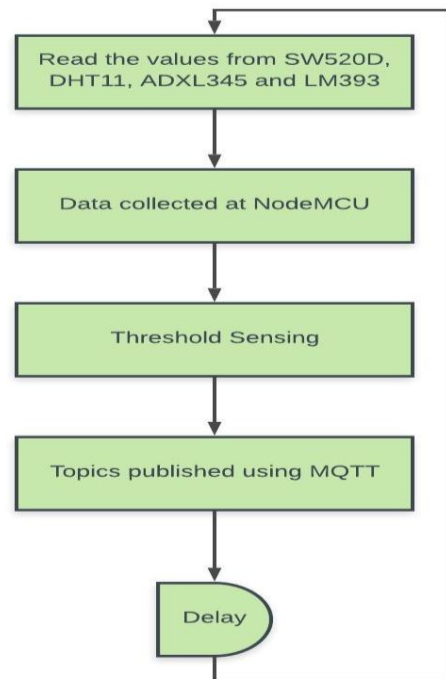 Read the values from SW520D,
DHT11, ADXL345 and LM393
Data collected at NodeMCU
Threshold Sensing
Topics published using MQTT
Delay